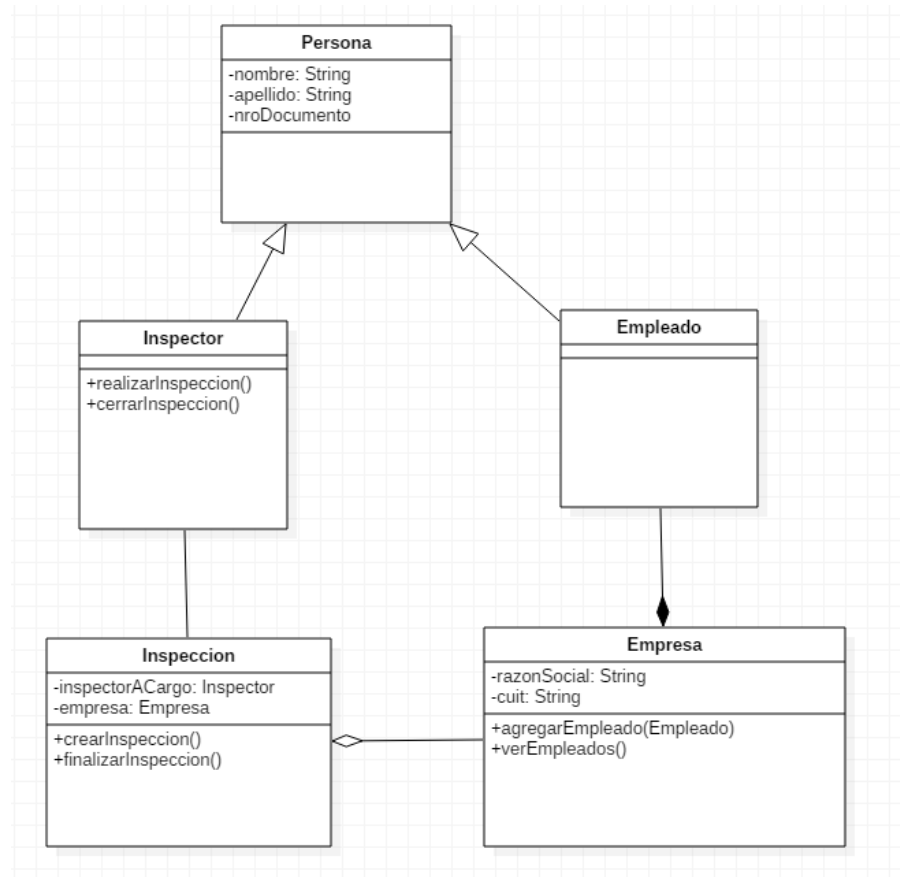 Persona
-nombre: String
-apellido: String
-nroDocumento
Inspector
+realizarInspeccion()
+cerrarInspeccion()
Empleado
Inspeccion
-inspectorACargo: Inspector
-empresa: Empresa
+crearInspeccion()
+finalizarInspeccion()
Empresa
-razonSocial: String
-cuit: String
+agregarEmpleado(Empleado)
+verEmpleados()